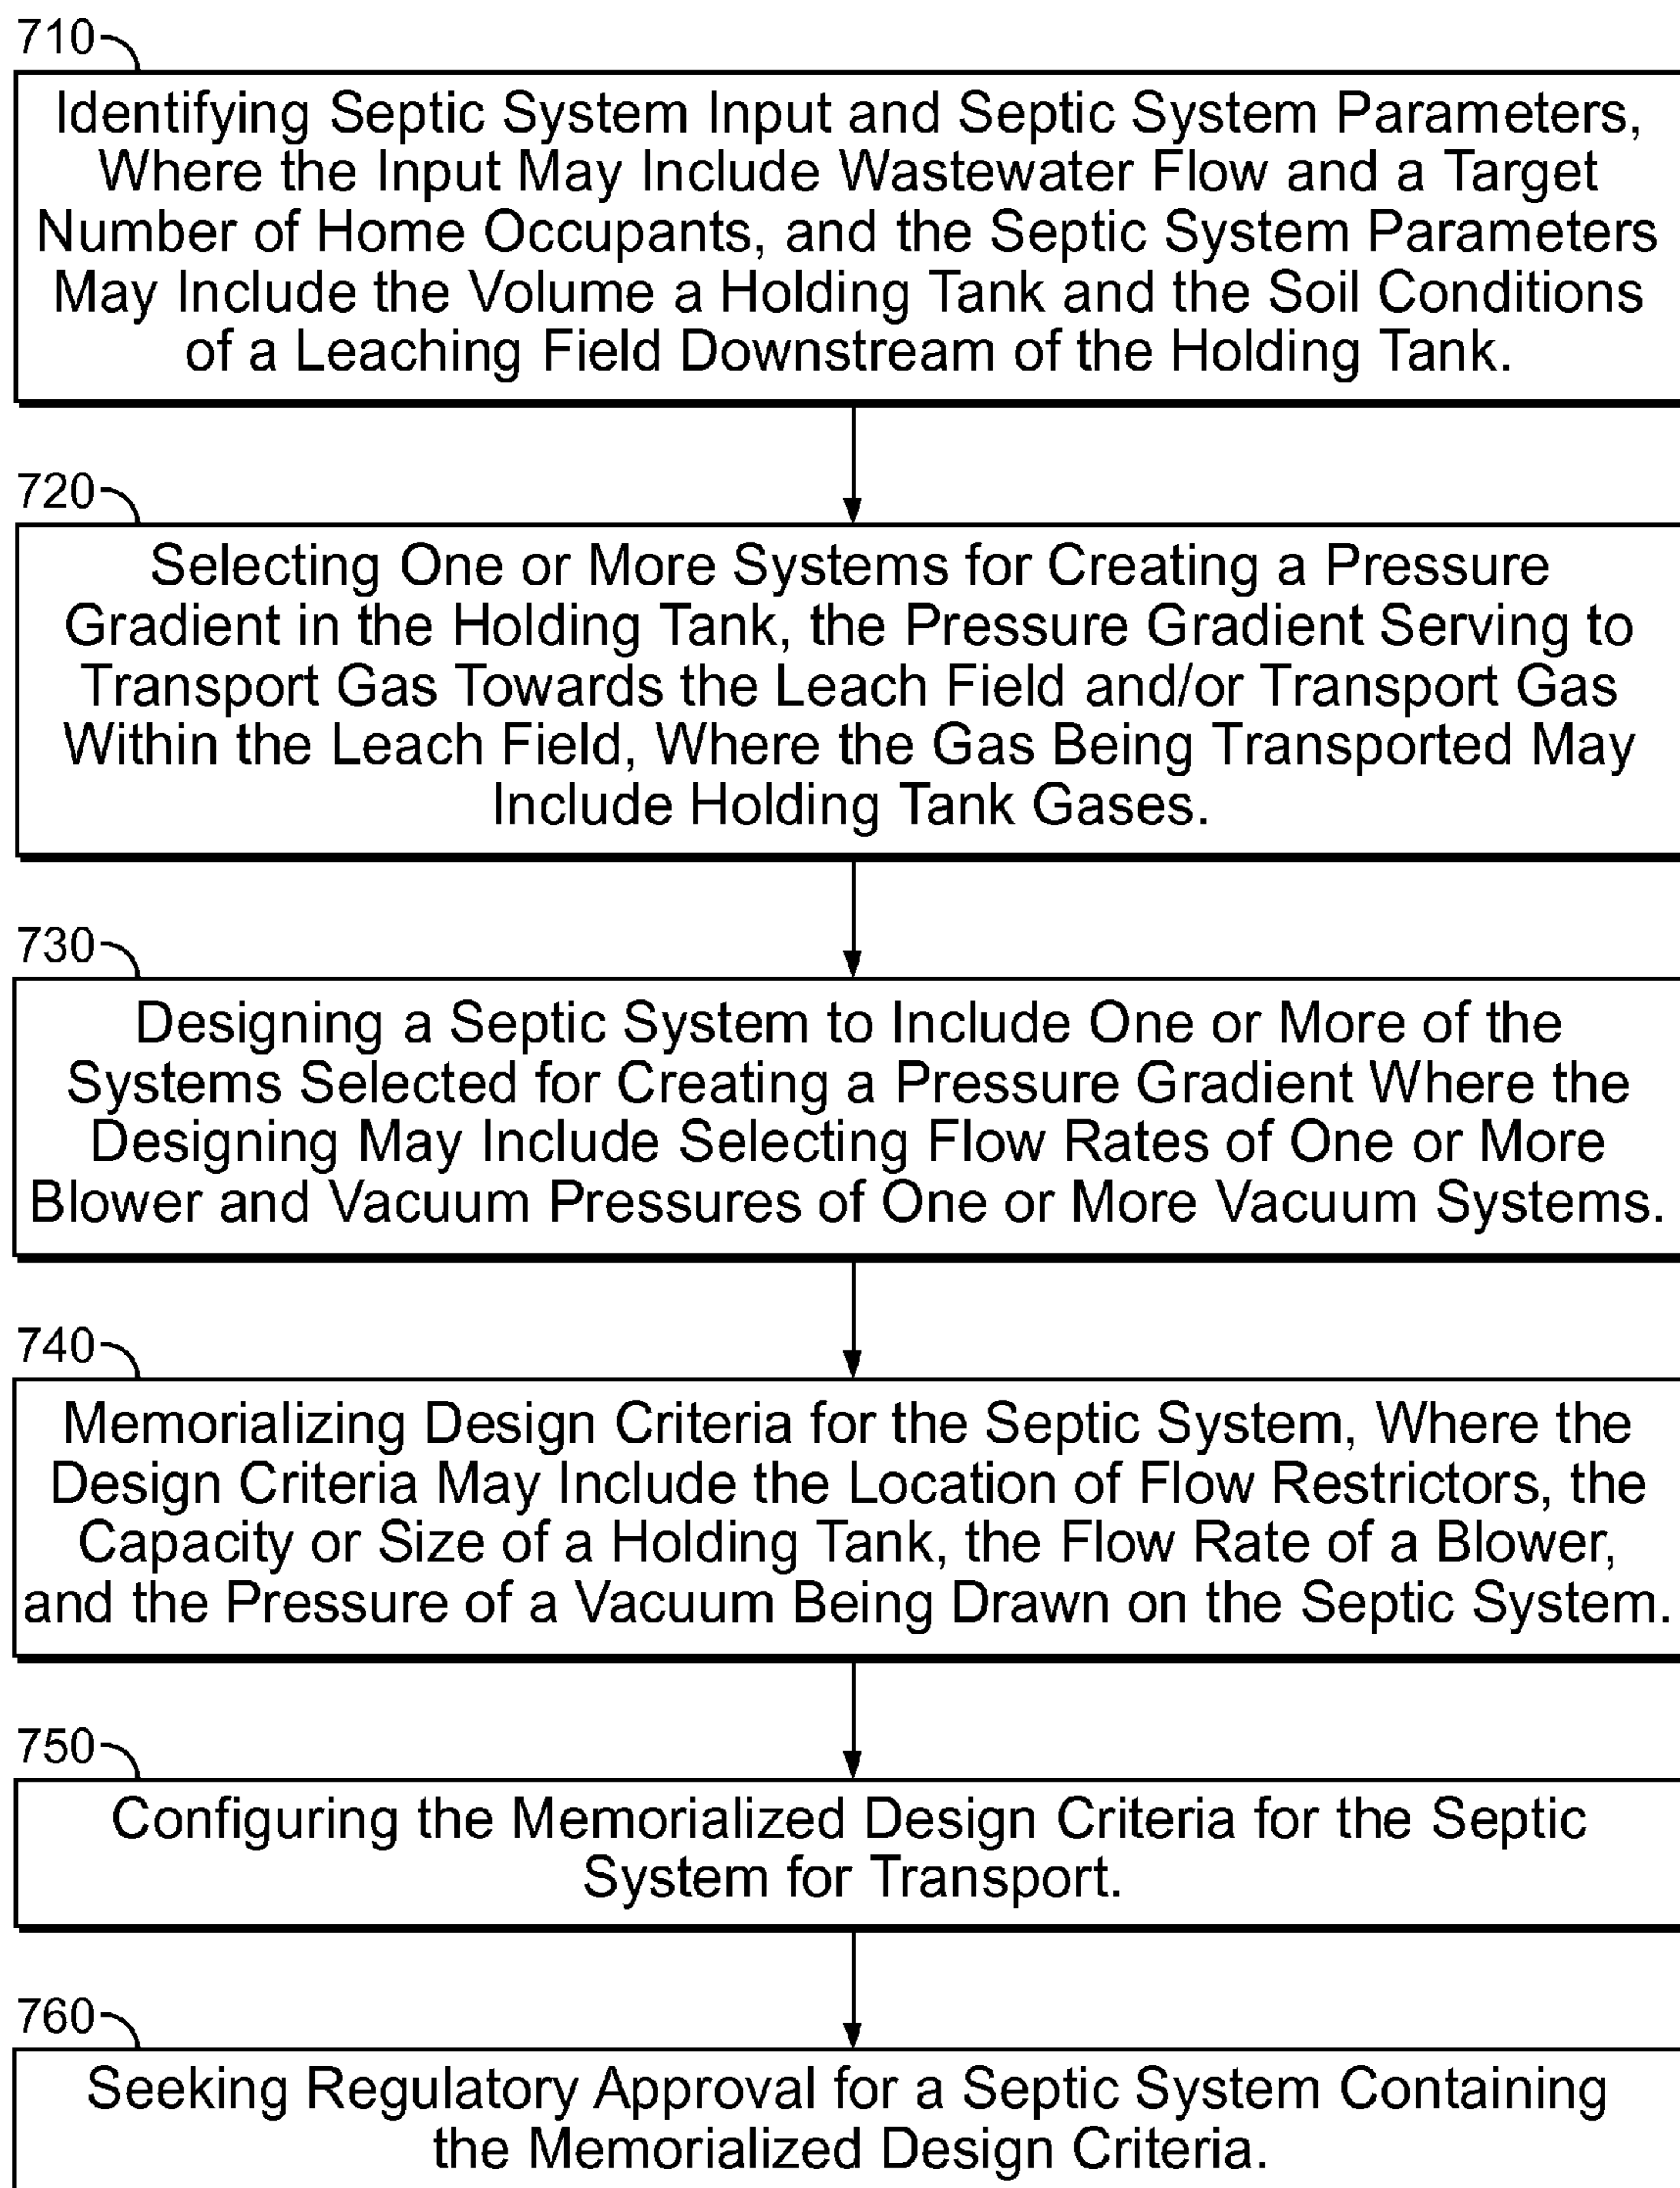 710
Identifying Septic System Input and Septic System Parameters,
Where the Input May Include Wastewater Flow and a Target
Number of Home Occupants, and the Septic System Parameters
May Include the Volume a Holding Tank and the Soil Conditions
of a Leaching Field Downstream of the Holding Tank.
720
Selecting One or More Systems for Creating a Pressure
Gradient in the Holding Tank, the Pressure Gradient Serving to
Transport Gas Towards the Leach Field and/or Transport Gas
Within the Leach Field, Where the Gas Being Transported May
Include Holding Tank Gases.
730
Designing a Septic System to Include One or More of the
Systems Selected for Creating a Pressure Gradient Where the
Designing May Include Selecting Flow Rates of One or More
Blower and Vacuum Pressures of One or More Vacuum Systems.
740
Memorializing Design Criteria for the Septic System, Where the
Design Criteria May Include the Location of Flow Restrictors, the
Capacity or Size of a Holding Tank, the Flow Rate of a Blower,
and the Pressure of a Vacuum Being Drawn on the Septic System.
750
Configuring the Memorialized Design Criteria for the Septic
System for Transport.
760
Seeking Regulatory Approval for a Septic System Containing
the Memorialized Design Criteria.